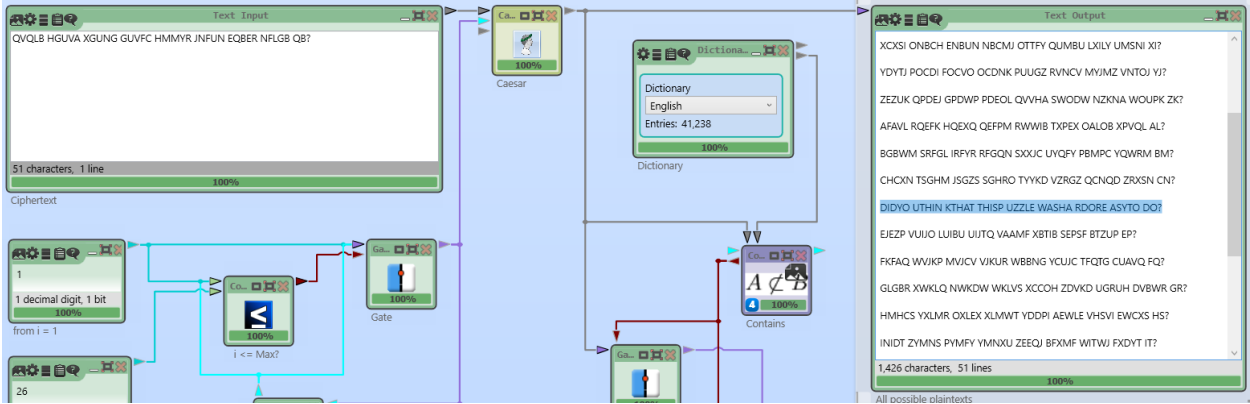 Text Input
QVQLB HGUVA XGUNG GUVFC HMMYR JNFUN EQBER NFLGB QB?
51 characters, 1 line
100%
Ciphertext
Ca...
100%
Caesar
Dictiona...
Dictionary
English
Entries: 41,238
100%
Dictionary
Text Output
XCXSI ONBCH ENBUN NBCMJ OTTFY QUMBU LXILY UMSNI XI?
YDYTJ POCDI FOCVO OCDNK PUUGZ RVNCV MYJMZ VNTOJ YJ?
ZEZUK QPDEJ GPDWP PDEOL QVVHA SWODW NZKNA WOUPK ZK?
AFAVL RQEFK HQEXQ QEFPM RWWIB TXPEX OALOB XPVQL AL?
BGBWM SRFGL IRFYR RFGQN SXXJC UYQFY PBMPC YQWRM BM?
CHCXN TSGHM JSGZS SGHRO TYYKD VZRGZ QCNQD ZRXSN CN?
DIDYO UTHIN KTHAT THISP UZZLE WASHA RDORE ASYTO DO?
EJEZP VUIJO LUIBU UIJTQ VAAMF XBTIB SEPSF BTZUP EP?
FKFAQ WVJKP MVJCV VJKUR WBBNG YCUJC TFQTG CUAVQ FQ?
GLGBR XWKLQ NWKDW WKLVS XCCOH ZDVKD UGRUH DVBWR GR?
HMHCS YXLMR OXLEX XLMWT YDDPI AEWLE VHSVI EWCXS HS?
INIDT ZYMNS PYMFY YMNXU ZEEQJ BFXMF WITWJ FXDYT IT?
1,426 characters, 51 lines
100%
All possible plaintexts
1
1 decimal digit, 1 bit
100%
from i = 1
26
Co...
≤
100%
i <= Max?
Ga...
100%
Gate
Co...
A ⊄ B
4
100%
Contains
Ga...
100%